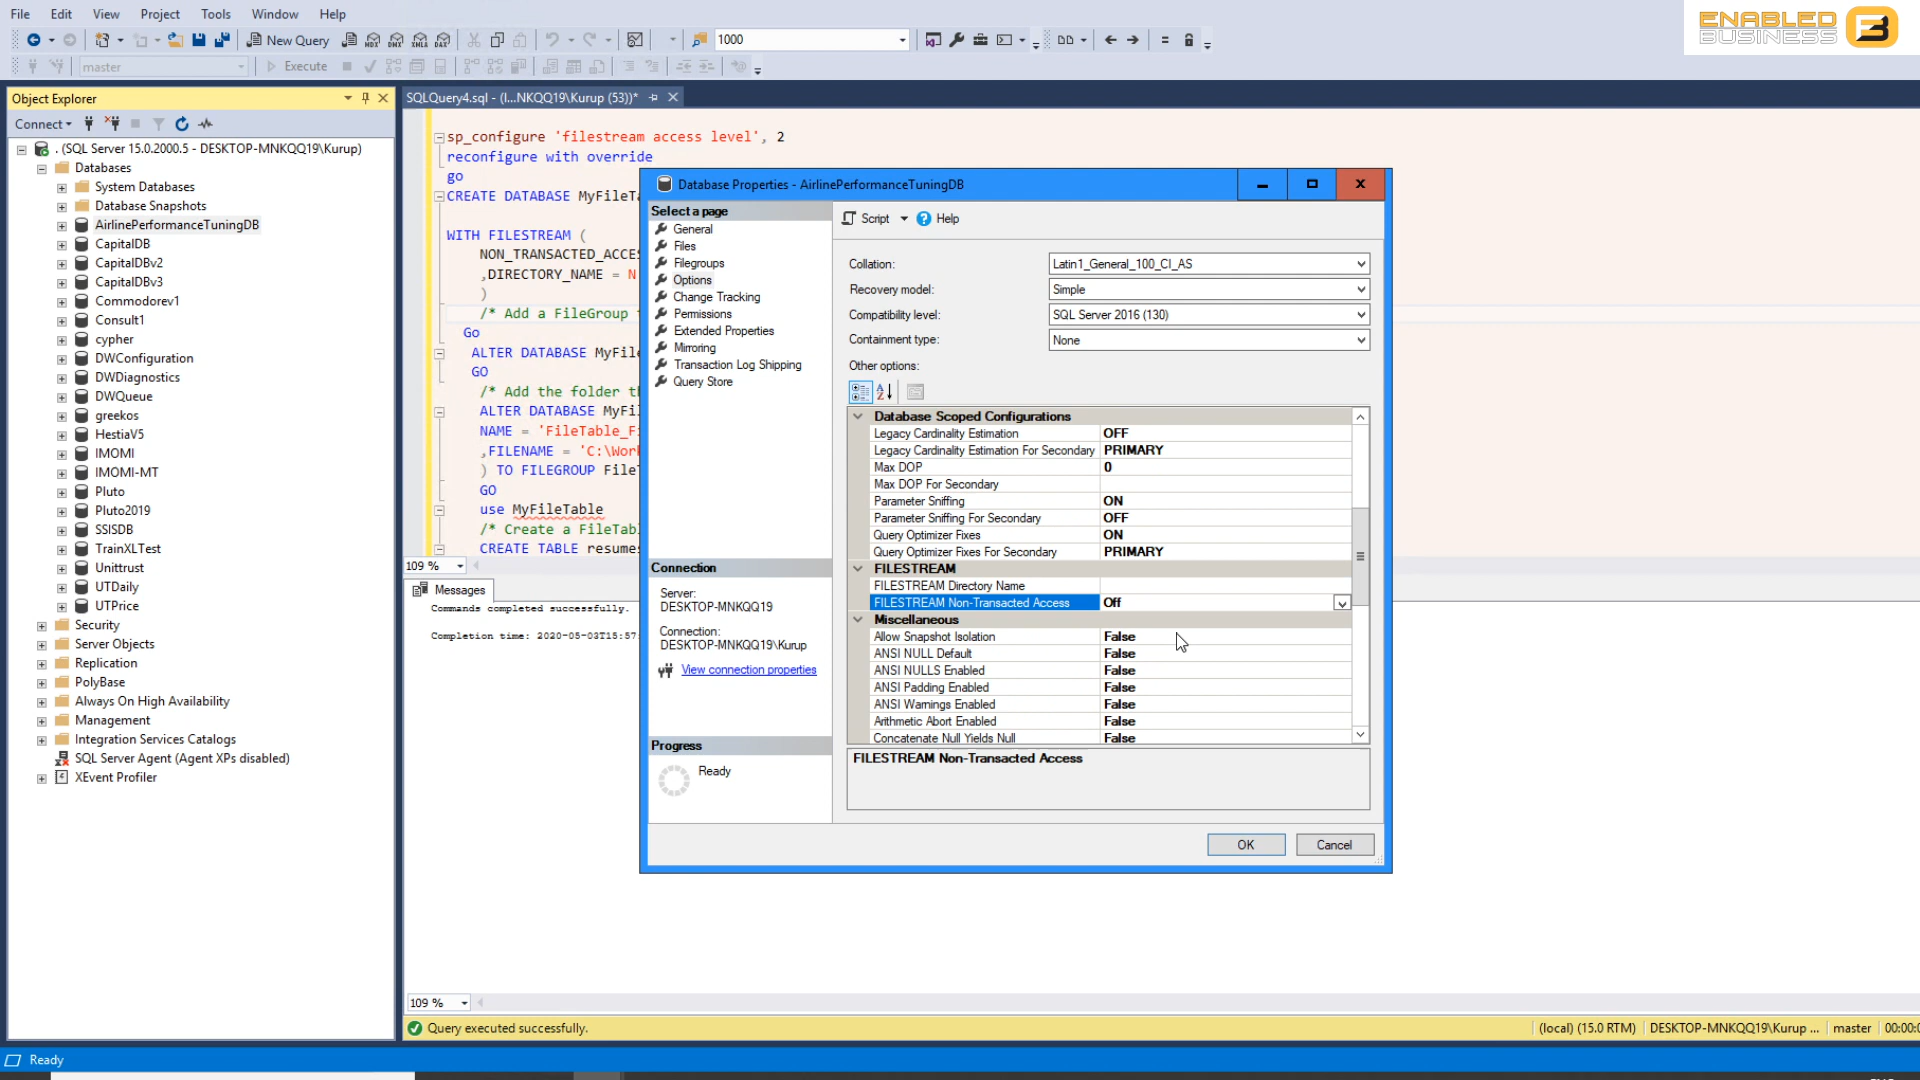 File Edit View Project Tools Window Help
ENABLED BUSINESS
New Query
1000
master Execute
Object Explorer
SQLQuery4.sql - (l...NKQQ19\Kurup (53))*
Connect
. (SQL Server 15.0.2000.5 - DESKTOP-MNKQQ19\Kurup)
Databases
System Databases
Database Snapshots
AirlinePerformanceTuningDB
CapitalDB
CapitalDBv2
CapitalDBv3
Commodorev1
Consult1
cypher
DWConfiguration
DWDiagnostics
DWQueue
greekos
HestiaV5
IMOMI
IMOMI-MT
Pluto
Pluto2019
SSISDB
TrainXLTest
Unittrust
UTDaily
UTPrice
Security
Server Objects
Replication
PolyBase
Always On High Availability
Management
Integration Services Catalogs
SQL Server Agent (Agent XPs disabled)
XEvent Profiler
sp_configure 'filestream access level', 2
reconfigure with override
go
CREATE DATABASE MyFileTa
WITH FILESTREAM (
NON_TRANSACTED_ACCES
,DIRECTORY_NAME = N
)
/* Add a FileGroup
Go
ALTER DATABASE MyFile
GO
/* Add the folder th
ALTER DATABASE MyFil
NAME = 'FileTable_Fi
,FILENAME = 'C:\Work
) TO FILEGROUP FileT
GO
use MyFileTable
/* Create a FileTabl
CREATE TABLE resumes
109 %
Messages
Commands completed successfully.
Completion time: 2020-05-03T15:57:
Database Properties - AirlinePerformanceTuningDB
Select a page
General
Files
Filegroups
Options
Change Tracking
Permissions
Extended Properties
Mirroring
Transaction Log Shipping
Query Store
Connection
Server:
DESKTOP-MNKQQ19
Connection:
DESKTOP-MNKQQ19\Kurup
View connection properties
Progress
Ready
Script Help
Collation: Latin1_General_100_CI_AS
Recovery model: Simple
Compatibility level: SQL Server 2016 (130)
Containment type: None
Other options:
Database Scoped Configurations
Legacy Cardinality Estimation OFF
Legacy Cardinality Estimation For Secondary PRIMARY
Max DOP 0
Max DOP For Secondary
Parameter Sniffing ON
Parameter Sniffing For Secondary OFF
Query Optimizer Fixes ON
Query Optimizer Fixes For Secondary PRIMARY
FILESTREAM
FILESTREAM Directory Name
FILESTREAM Non-Transacted Access Off
Miscellaneous
Allow Snapshot Isolation False
ANSI NULL Default False
ANSI NULLS Enabled False
ANSI Padding Enabled False
ANSI Warnings Enabled False
Arithmetic Abort Enabled False
Concatenate Null Yields Null False
FILESTREAM Non-Transacted Access
OK Cancel
109 %
Query executed successfully. (local) (15.0 RTM) DESKTOP-MNKQQ19\Kurup ... master 00:00:0
Ready